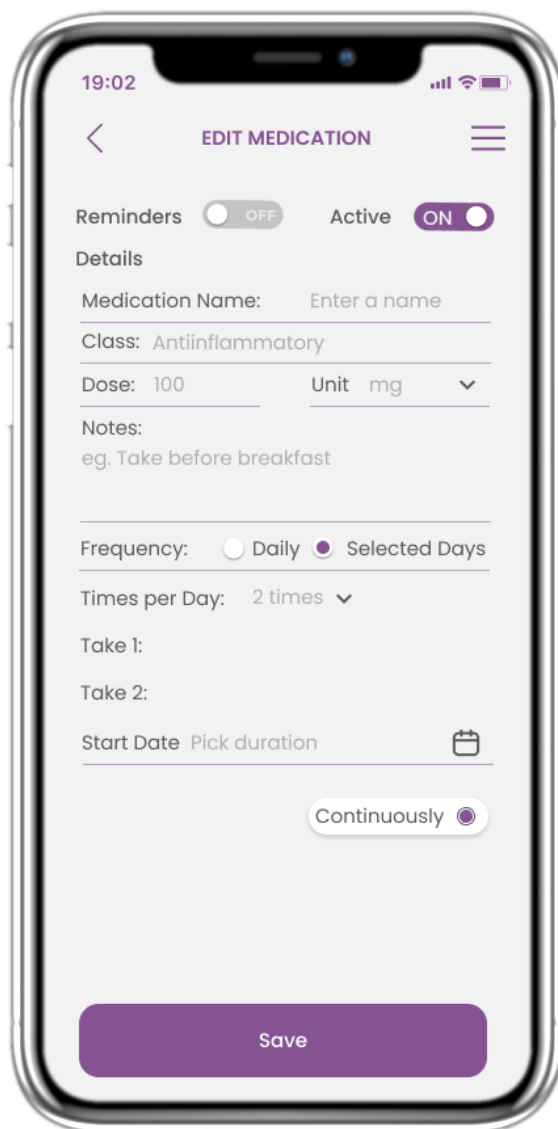 19:02
EDIT MEDICATION
Reminders OFF Active ON
Details
Medication Name: Enter a name
Class: Antiinflammatory
Dose: 100 Unit mg
Notes:
eg. Take before breakfast
Frequency: Daily Selected Days
Times per Day: 2 times
Take 1:
Take 2:
Start Date Pick duration
Continuously
Save